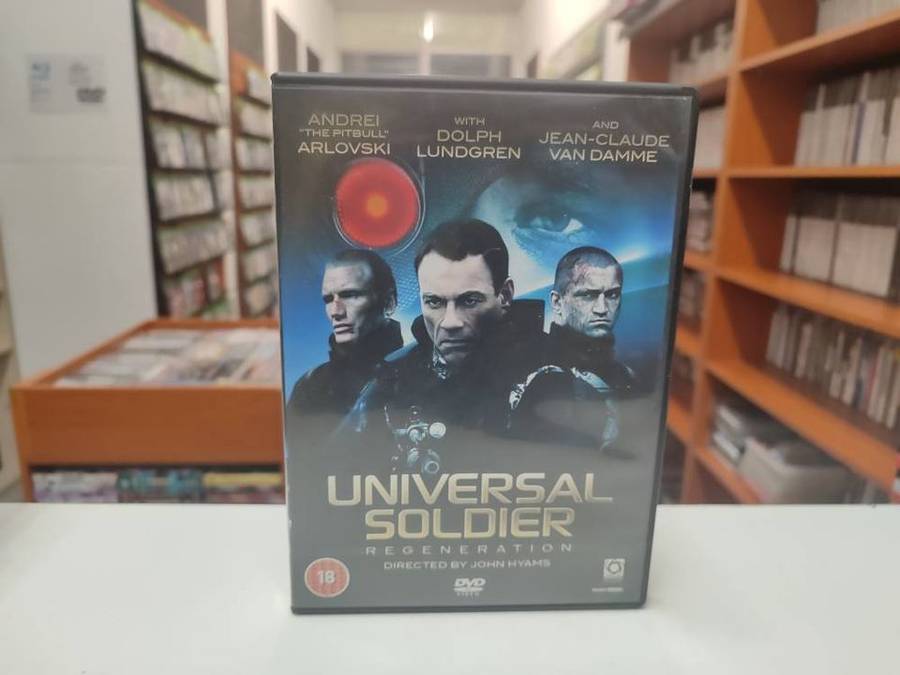 ANDREI
"THE PITBULL"
ARLOVSKI
WITH
DOLPH
LUNDGREN
AND
JEAN-CLAUDE
VAN DAMME
UNIVERSAL
SOLDIER
REGENERATION
DIRECTED BY JOHN HYAMS
18
DVD
VIDEO